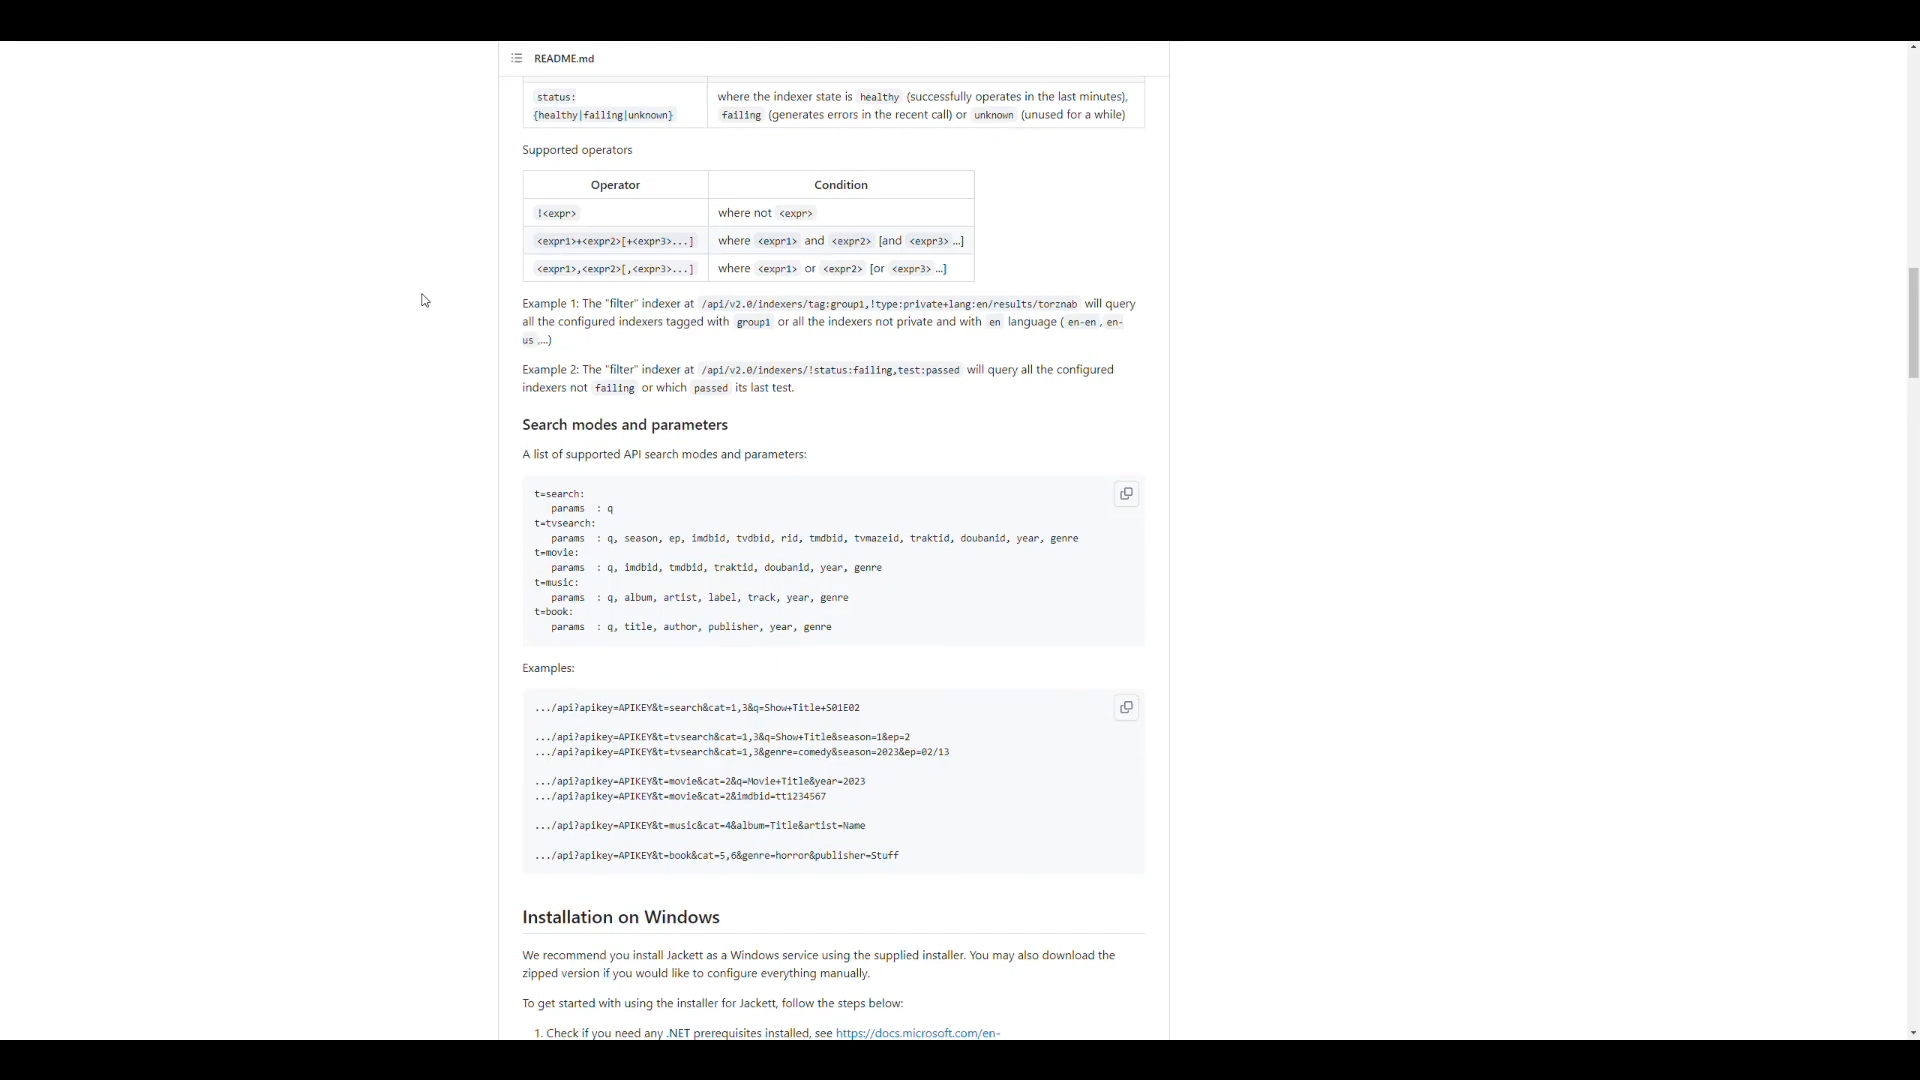 README.md
status: where the indexer state is healthy (successfully operates in the last minutes),
{healthy|failing|unknown} failing (generates errors in the recent call) or unknown (unused for a while)
Supported operators
Operator Condition
!<expr> where not <expr>
<expr1>+<expr2>[+<expr3>...] where <expr1> and <expr2> [and <expr3> ...]
<expr1>,<expr2>[,<expr3>...] where <expr1> or <expr2> [or <expr3> ...]
Example 1: The "filter" indexer at /api/v2.0/indexers/tag:group1,!type:private+lang:en/results/torznab will query
all the configured indexers tagged with group1 or all the indexers not private and with en language ( en-en , en-
us ,...)
Example 2: The "filter" indexer at /api/v2.0/indexers/!status:failing,test:passed will query all the configured
indexers not failing or which passed its last test.
Search modes and parameters
A list of supported API search modes and parameters:
t=search:
params : q
t=tvsearch:
params : q, season, ep, imdbid, tvdbid, rid, tmdbid, tvmazeid, traktid, doubanid, year, genre
t=movie:
params : q, imdbid, tmdbid, traktid, doubanid, year, genre
t=music:
params : q, album, artist, label, track, year, genre
t=book:
params : q, title, author, publisher, year, genre
Examples:
.../api?apikey=APIKEY&t=search&cat=1,3&q=Show+Title+S01E02
.../api?apikey=APIKEY&t=tvsearch&cat=1,3&q=Show+Title&season=1&ep=2
.../api?apikey=APIKEY&t=tvsearch&cat=1,3&genre=comedy&season=2023&ep=02/13
.../api?apikey=APIKEY&t=movie&cat=2&q=Movie+Title&year=2023
.../api?apikey=APIKEY&t=movie&cat=2&imdbid=tt1234567
.../api?apikey=APIKEY&t=music&cat=4&album=Title&artist=Name
.../api?apikey=APIKEY&t=book&cat=5,6&genre=horror&publisher=Stuff
Installation on Windows
We recommend you install Jackett as a Windows service using the supplied installer. You may also download the
zipped version if you would like to configure everything manually.
To get started with using the installer for Jackett, follow the steps below:
1. Check if you need any .NET prerequisites installed, see https://docs.microsoft.com/en-